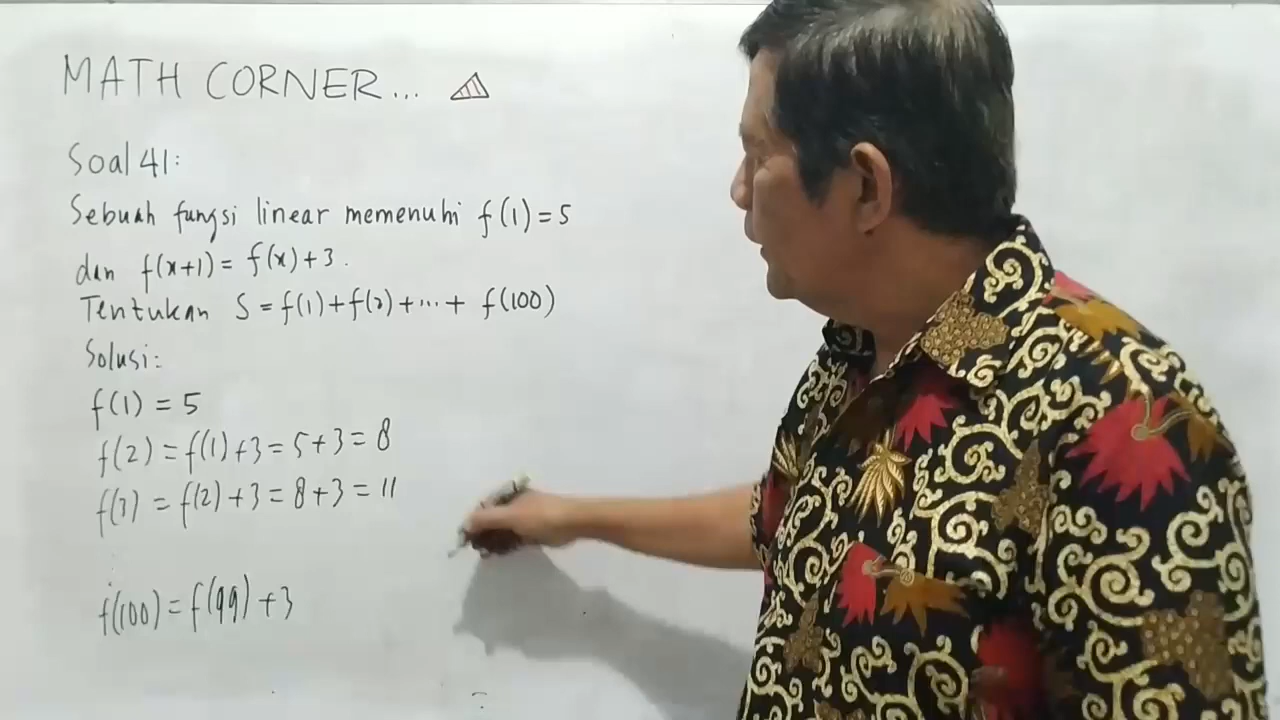 MATH CORNER...
Soal 41:
Sebuah fungsi linear memenuhi f(1) = 5
dan f(x+1) = f(x) + 3.
Tentukan S = f(1) + f(2) + ... + f(100)
Solusi:
f(1) = 5
f(2) = f(1) + 3 = 5 + 3 = 8
f(3) = f(2) + 3 = 8 + 3 = 11
f(100) = f(99) + 3